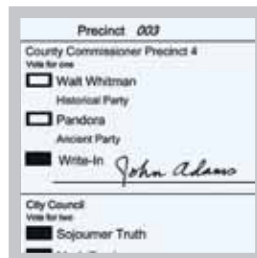 Precinct 003
County Commissioner Precinct 4
Vote for one
Walt Whitman
Historical Party
Pandora
Ancient Party
Write-In John Adams
City Council
Vote for two
Sojourner Truth